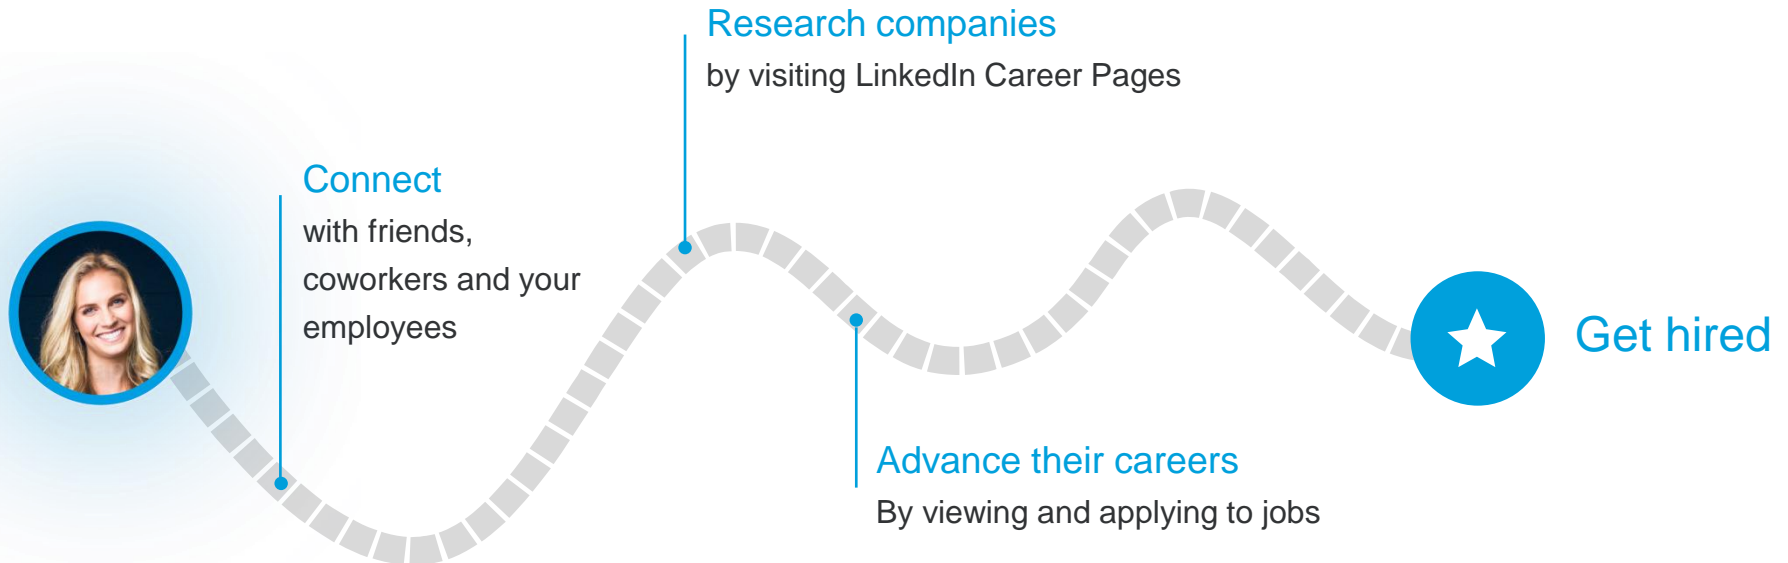 Research companies
by visiting LinkedIn Career Pages
Connect
with friends,
coworkers and your
employees
Get hired
Advance their careers
By viewing and applying to jobs